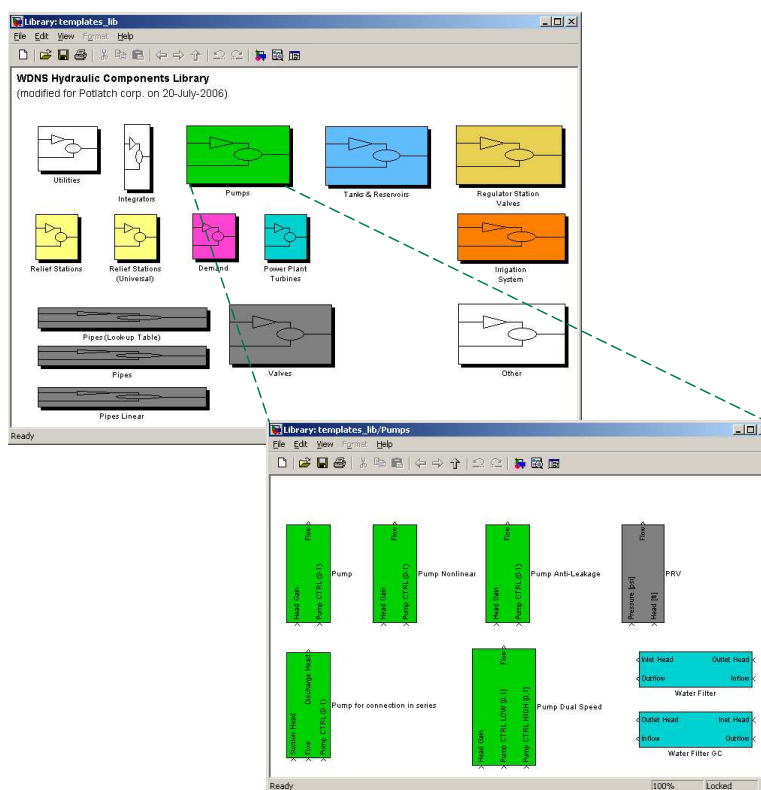 Library: templates_lib
File Edit View Format Help
WDNS Hydraulic Components Library
(modified for Potlatch corp. on 20-July-2006)
Utilities
Integrators
Pumps
Tanks & Reservoirs
Regulator Station
Valves
Relief Stations
Relief Stations
(Universal)
Demand
Power Plant
Turbines
Irrigation
System
Pipes (Lookup Table)
Pipes
Pipes Linear
Valves
Other
Ready
Library: templates_lib/Pumps
File Edit View Format Help
Flow
Head Gain
Pump CTRL (0-1)
Pump
Flow
Head Gain
Pump CTRL (0-1)
Pump Nonlinear
Flow
Head Gain
Pump CTRL (0-1)
Pump Anti-Leakage
Flow
Pressure [psi]
Head [ft]
PRV
Discharge Head
Suction Head
Flow
Pump CTRL (0-1)
Pump for connection in series
Flow
Head Gain
Pump CTRL LOW [0..1]
Pump CTRL HIGH [0..1]
Pump Dual Speed
Inlet Head Outlet Head
Outflow Inflow
Water Filter
Outlet Head Inet Head
Inflow Outflow
Water Filter GC
Ready 100% Locked